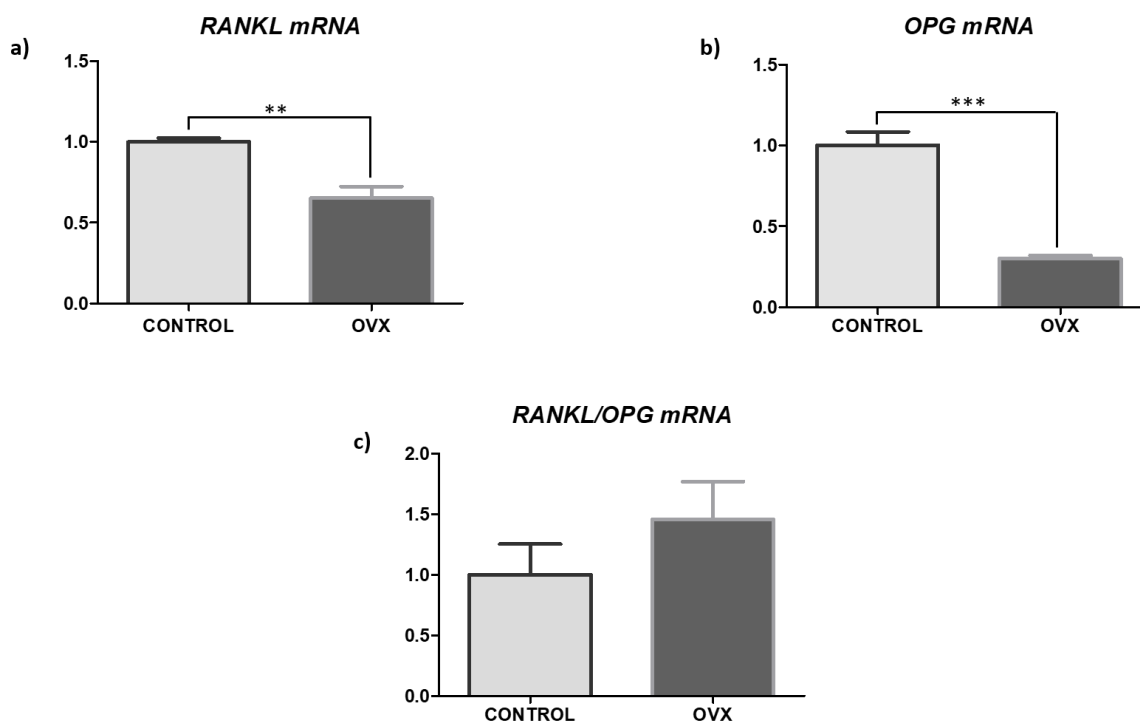 RANKL mRNA
a)
1.5
**
1.0
0.5
0.0
CONTROL OVX
OPG mRNA
b)
1.5
***
1.0
0.5
0.0
CONTROL OVX
RANKL/OPG mRNA
c)
2.0
1.5
1.0
0.5
0.0
CONTROL OVX